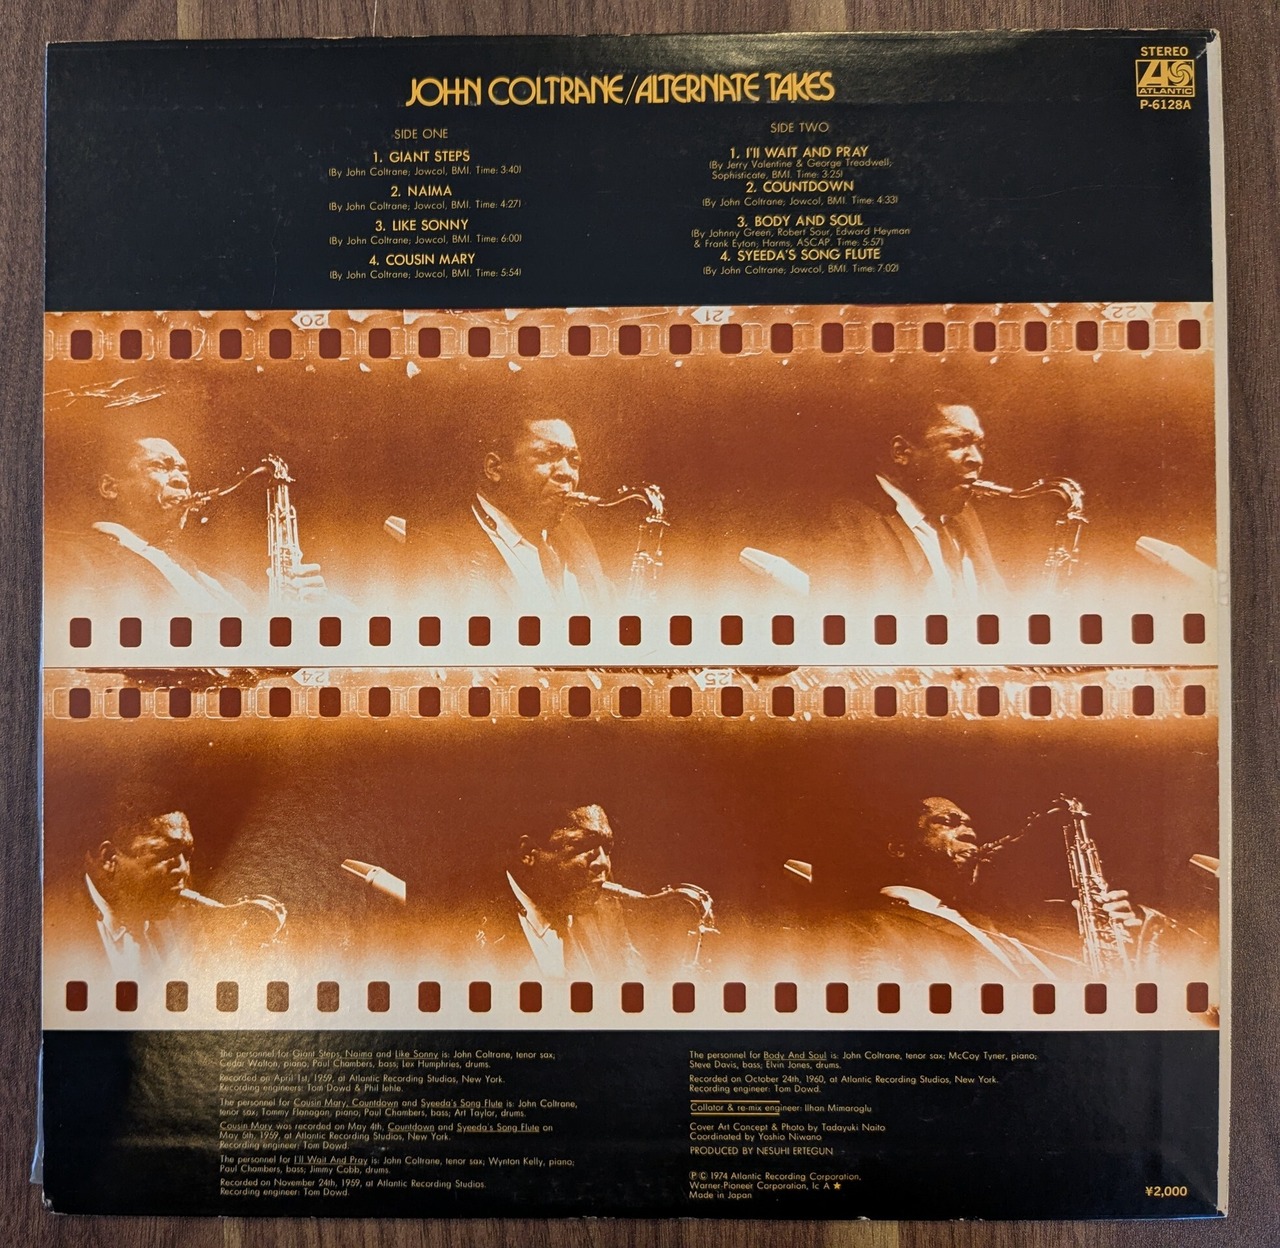 STEREO
ATLANTIC
P-6128A
JOHN COLTRANE/ALTERNATE TAKES
SIDE ONE
1. GIANT STEPS
(By John Coltrane; Jowcol, BMI. Time: 3:40)
2. NAIMA
(By John Coltrane; Jowcol, BMI. Time: 4:27)
3. LIKE SONNY
(By John Coltrane; Jowcol, BMI. Time: 6:00)
4. COUSIN MARY
(By John Coltrane; Jowcol, BMI. Time: 5:54)
SIDE TWO
1. I'll WAIT AND PRAY
(By Jerry Valentine & George Treadwell;
Sophisticate, BMI. Time: 3:25)
2. COUNTDOWN
(By John Coltrane; Jowcol, BMI. Time: 4:33)
3. BODY AND SOUL
(By Johnny Green, Robert Sour, Edward Heyman
& Frank Eyton; Harms, ASCAP. Time: 5:57)
4. SYEEDA'S SONG FLUTE
(By John Coltrane; Jowcol, BMI. Time: 7:02)
20
21
22
24
25
The personnel for Giant Steps, Naima and Like Sonny is: John Coltrane, tenor sax;
Cedar Walton, piano; Paul Chambers, bass; Lex Humphries, drums.
Recorded on April 1st, 1959, at Atlantic Recording Studios, New York.
Recording engineers: Tom Dowd & Phil Iehle.
The personnel for Cousin Mary, Countdown and Syeeda's Song Flute is: John Coltrane,
tenor sax; Tommy Flanagan, piano; Paul Chambers, bass; Art Taylor, drums.
Cousin Mary was recorded on May 4th, Countdown and Syeeda's Song Flute on
May 5th, 1959, at Atlantic Recording Studios, New York.
Recording engineer: Tom Dowd.
The personnel for I'll Wait And Pray is: John Coltrane, tenor sax; Wynton Kelly, piano;
Paul Chambers, bass; Jimmy Cobb, drums.
Recorded on November 24th, 1959, at Atlantic Recording Studios.
Recording engineer: Tom Dowd.
The personnel for Body And Soul is: John Coltrane, tenor sax; McCoy Tyner, piano;
Steve Davis, bass; Elvin Jones, drums.
Recorded on October 24th, 1960, at Atlantic Recording Studios, New York.
Recording engineer: Tom Dowd.
Collator & re-mix engineer: Ilhan Mimaroglu
Cover Art Concept & Photo by Tadayuki Naito
Coordinated by Yoshio Niwano
PRODUCED BY NESUHI ERTEGUN
Ⓟ © 1974 Atlantic Recording Corporation,
Warner-Pioneer Corporation, Ic A ★
Made in Japan
¥2,000